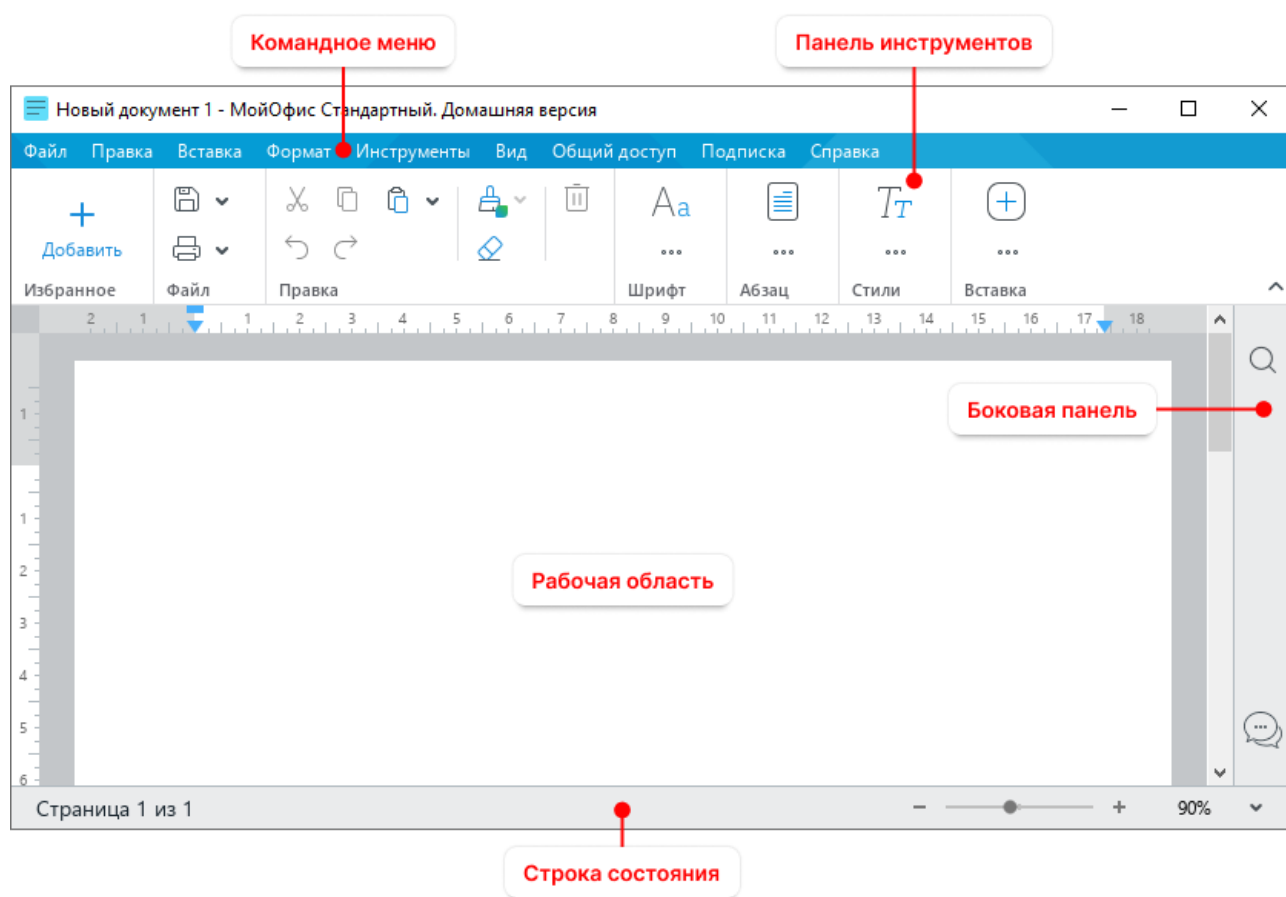 Командное меню
Панель инструментов
Новый документ 1 - МойОфис Стандартный. Домашняя версия
Файл Правка Вставка Формат Инструменты Вид Общий доступ Подписка Справка
Aa
Тт
Добавить
Избранное Файл Правка Шрифт Абзац Стили Вставка
2 1 1 2 3 4 5 6 7 8 9 10 11 12 13 14 15 16 17 18
Боковая панель
1
1
2
Рабочая область
3
4
5
6
Страница 1 из 1 − + 90%
Строка состояния